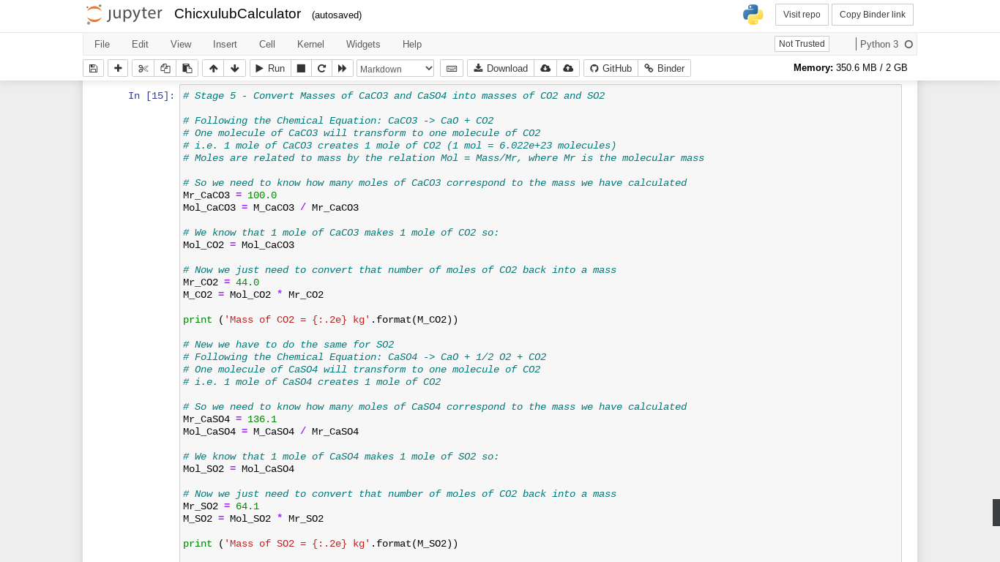 jupyter ChicxulubCalculator (autosaved) Visit repo Copy Binder link
File Edit View Insert Cell Kernel Widgets Help Not Trusted Python 3
Run Markdown Download GitHub Binder Memory: 350.6 MB / 2 GB
In [15]: # Stage 5 - Convert Masses of CaCO3 and CaSO4 into masses of CO2 and SO2
# Following the Chemical Equation: CaCO3 -> CaO + CO2
# One molecule of CaCO3 will transform to one molecule of CO2
# i.e. 1 mole of CaCO3 creates 1 mole of CO2 (1 mol = 6.022e+23 molecules)
# Moles are related to mass by the relation Mol = Mass/Mr, where Mr is the molecular mass
# So we need to know how many moles of CaCO3 correspond to the mass we have calculated
Mr_CaCO3 = 100.0
Mol_CaCO3 = M_CaCO3 / Mr_CaCO3
# We know that 1 mole of CaCO3 makes 1 mole of CO2 so:
Mol_CO2 = Mol_CaCO3
# Now we just need to convert that number of moles of CO2 back into a mass
Mr_CO2 = 44.0
M_CO2 = Mol_CO2 * Mr_CO2
print ('Mass of CO2 = {:.2e} kg'.format(M_CO2))
# New we have to do the same for SO2
# Following the Chemical Equation: CaSO4 -> CaO + 1/2 O2 + CO2
# One molecule of CaSO4 will transform to one molecule of CO2
# i.e. 1 mole of CaSO4 creates 1 mole of CO2
# So we need to know how many moles of CaSO4 correspond to the mass we have calculated
Mr_CaSO4 = 136.1
Mol_CaSO4 = M_CaSO4 / Mr_CaSO4
# We know that 1 mole of CaSO4 makes 1 mole of SO2 so:
Mol_SO2 = Mol_CaSO4
# Now we just need to convert that number of moles of CO2 back into a mass
Mr_SO2 = 64.1
M_SO2 = Mol_SO2 * Mr_SO2
print ('Mass of SO2 = {:.2e} kg'.format(M_SO2))